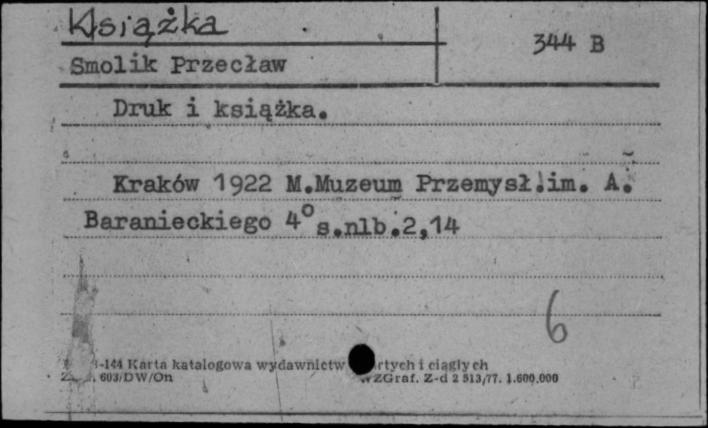 Książka
344 B
Smolik Przecław
Druk i książka.
Kraków 1922 M.Muzeum Przemysł.im. A.
Baranieckiego 4° s.nlb.2,14
6
-144 Karta katalogowa wydawnictw ciągłych i
603/DW/On WZGraf. Z-d 2 513/77. 1.600.000